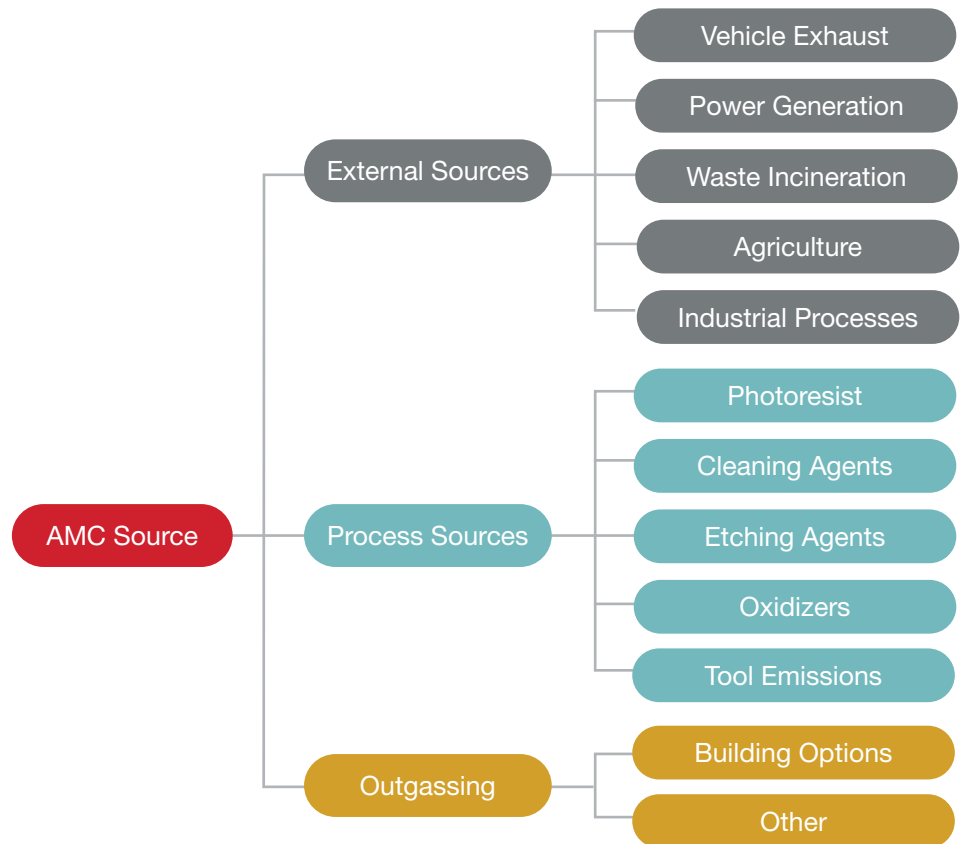 Vehicle Exhaust
Power Generation
External Sources
Waste Incineration
Agriculture
Industrial Processes
Photoresist
Cleaning Agents
AMC Source
Process Sources
Etching Agents
Oxidizers
Tool Emissions
Building Options
Outgassing
Other